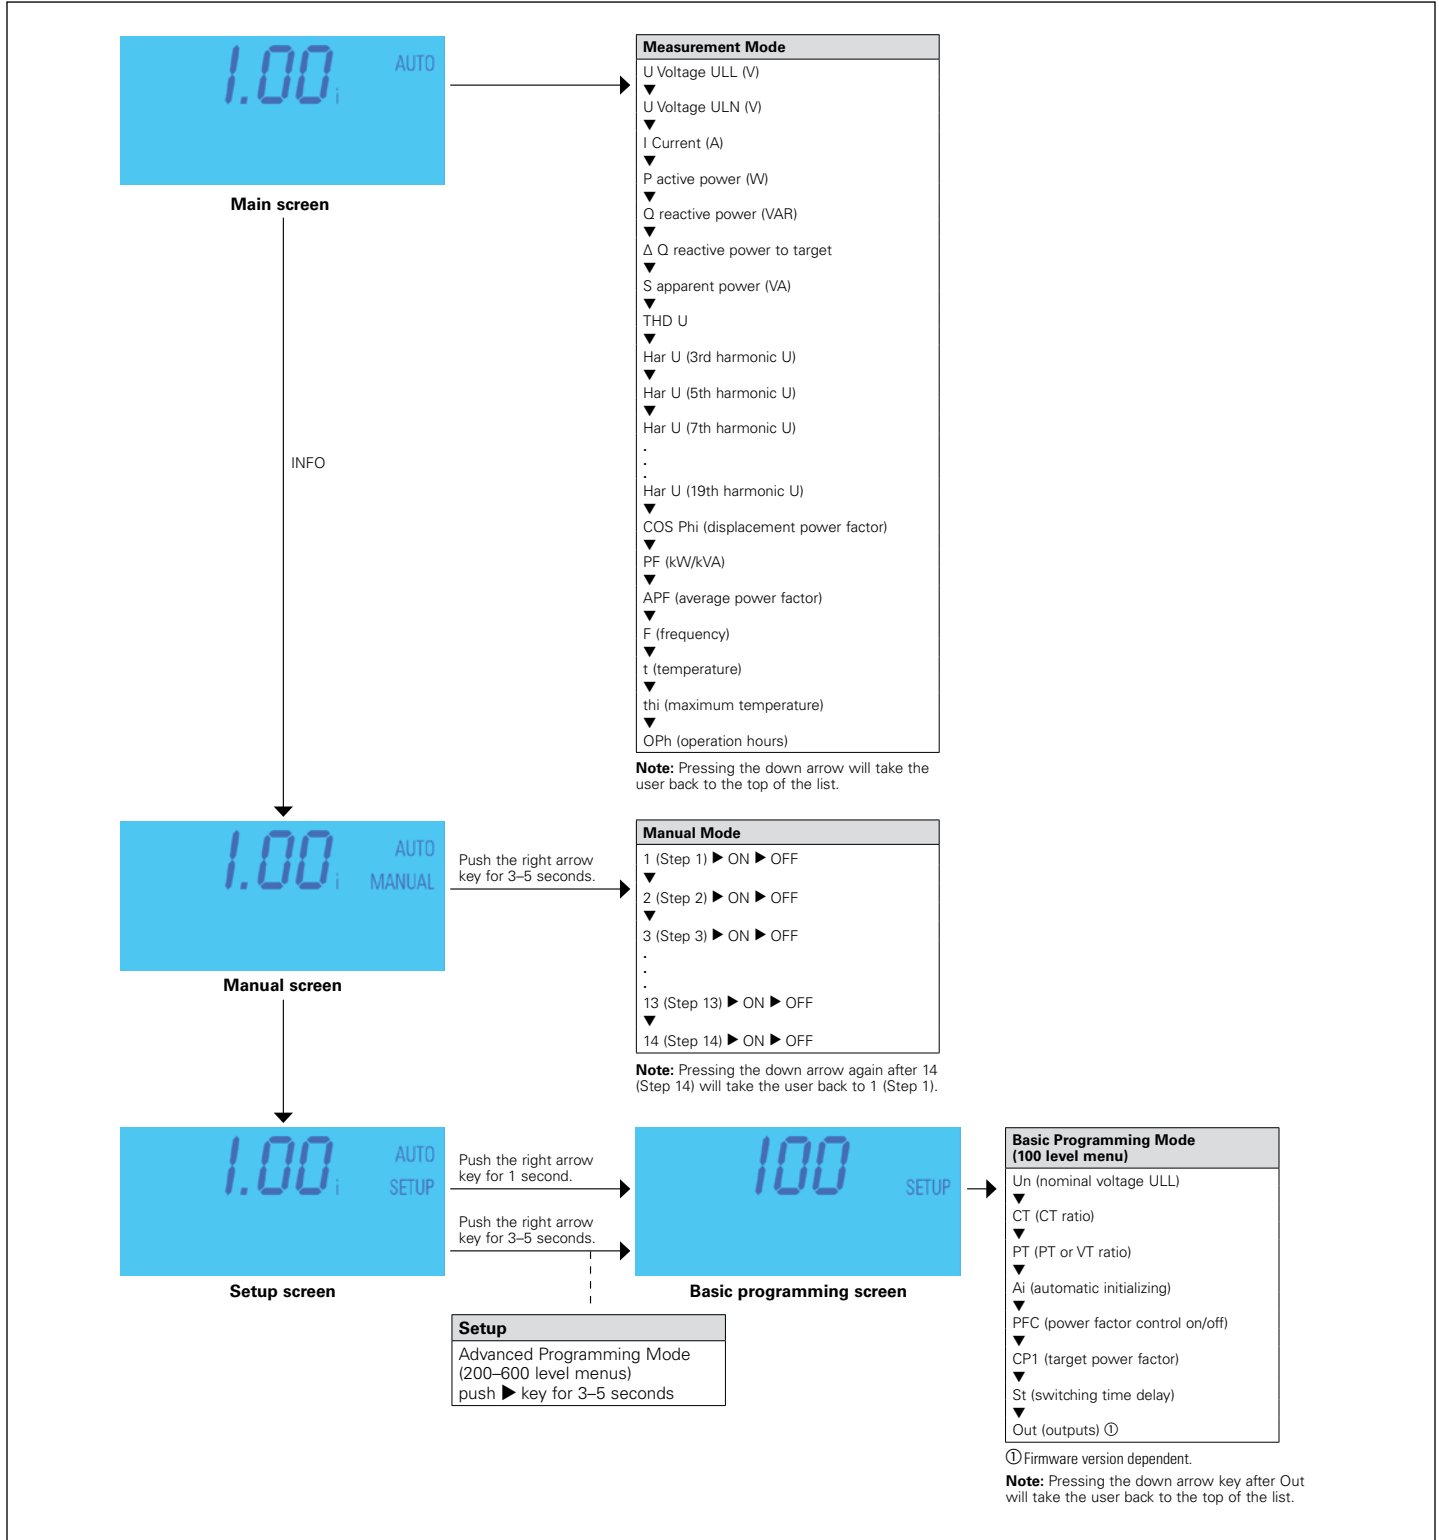 1.00 i AUTO
Main screen
Measurement Mode
U Voltage ULL (V)
▼
U Voltage ULN (V)
▼
I Current (A)
▼
P active power (W)
▼
Q reactive power (VAR)
▼
Δ Q reactive power to target
▼
S apparent power (VA)
▼
THD U
▼
Har U (3rd harmonic U)
▼
Har U (5th harmonic U)
▼
Har U (7th harmonic U)
.
.
.
Har U (19th harmonic U)
▼
COS Phi (displacement power factor)
▼
PF (kW/kVA)
▼
APF (average power factor)
▼
F (frequency)
▼
t (temperature)
▼
thi (maximum temperature)
▼
OPh (operation hours)
Note: Pressing the down arrow will take the
user back to the top of the list.
INFO
1.00 i AUTO
MANUAL
Manual screen
Push the right arrow
key for 3–5 seconds.
Manual Mode
1 (Step 1) ▶ ON ▶ OFF
▼
2 (Step 2) ▶ ON ▶ OFF
▼
3 (Step 3) ▶ ON ▶ OFF
.
.
.
13 (Step 13) ▶ ON ▶ OFF
▼
14 (Step 14) ▶ ON ▶ OFF
Note: Pressing the down arrow again after 14
(Step 14) will take the user back to 1 (Step 1).
1.00 i AUTO
SETUP
Setup screen
Push the right arrow
key for 1 second.
Push the right arrow
key for 3–5 seconds.
Setup
Advanced Programming Mode
(200–600 level menus)
push ▶ key for 3–5 seconds
100 SETUP
Basic programming screen
Basic Programming Mode
(100 level menu)
Un (nominal voltage ULL)
▼
CT (CT ratio)
▼
PT (PT or VT ratio)
▼
Ai (automatic initializing)
▼
PFC (power factor control on/off)
▼
CP1 (target power factor)
▼
St (switching time delay)
▼
Out (outputs) ①
① Firmware version dependent.
Note: Pressing the down arrow key after Out
will take the user back to the top of the list.